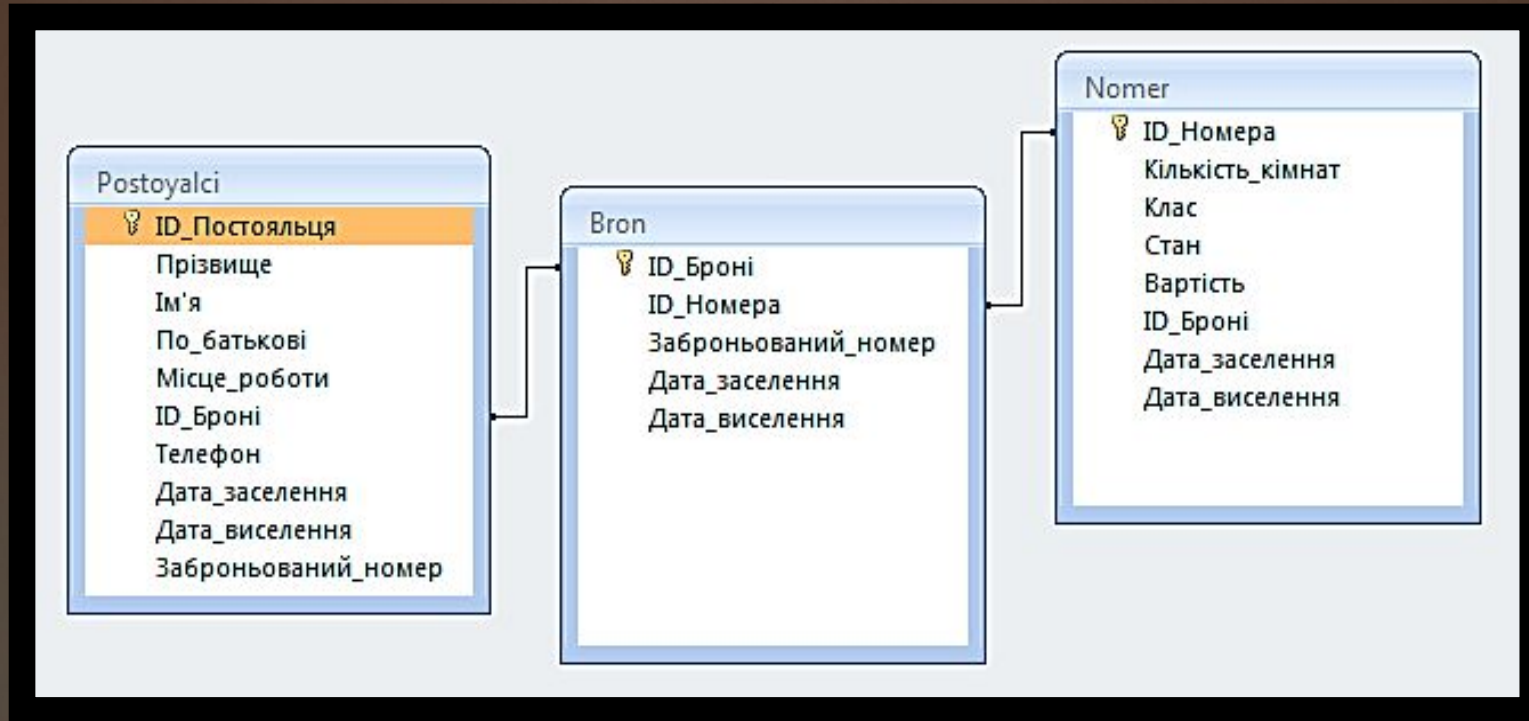 Postoyalci
ID_Постояльця
Прізвище
Ім'я
По_батькові
Місце_роботи
ID_Броні
Телефон
Дата_заселення
Дата_виселення
Заброньований_номер
Bron
ID_Броні
ID_Номера
Заброньований_номер
Дата_заселення
Дата_виселення
Nomer
ID_Номера
Кількість_кімнат
Клас
Стан
Вартість
ID_Броні
Дата_заселення
Дата_виселення